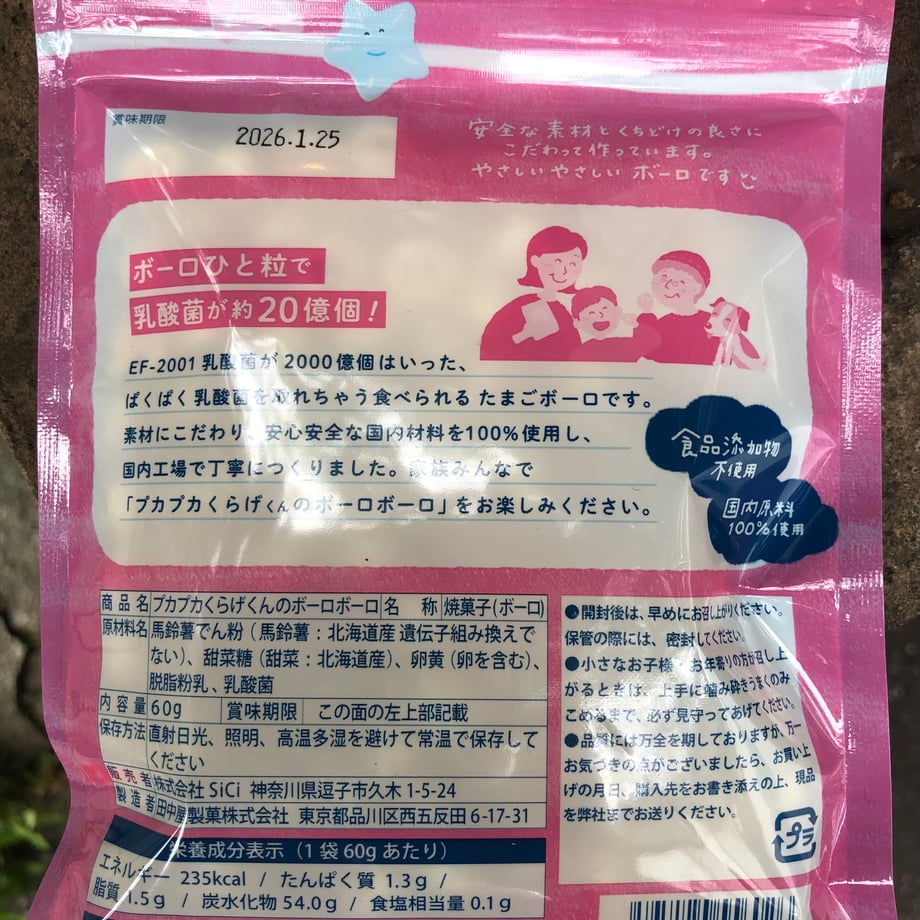 賞味期限
2026.1.25
安全な素材とくちどけの良さに
こだわって作っています。
やさしいやさしい ボーロです
ボーロひと粒で
乳酸菌が約20億個！
EF-2001 乳酸菌が 2000億個はいった、
ぱくぱく乳酸菌を取れちゃう食べられる たまごボーロです。
素材にこだわり、安心安全な国内材料を100%使用し、
国内工場で丁寧につくりました。家族みんなで
「プカプカくらげくんのボーロボーロ」をお楽しみください。
食品添加物
不使用
国内原料
100%使用
商品名 プカプカくらげくんのボーロボーロ 名 称 焼菓子(ボーロ)
原材料名 馬鈴薯でん粉（馬鈴薯：北海道産 遺伝子組み換えで
ない）、甜菜糖（甜菜：北海道産）、卵黄（卵を含む）、
脱脂粉乳、乳酸菌
内容量 60g 賞味期限 この面の左上部記載
保存方法 直射日光、照明、高温多湿を避けて常温で保存して
ください
販売者 株式会社 SiCi 神奈川県逗子市久木 1-5-24
製造者 田中屋製菓株式会社 東京都品川区西五反田 6-17-31
栄養成分表示（1袋60gあたり）
エネルギー 235kcal / たんぱく質 1.3g /
脂質 1.5g / 炭水化物 54.0g / 食塩相当量 0.1g
●開封後は、早めにお召し上がりください。
保管の際には、密封してください。
●小さなお子様・お年寄りの方が召し上
がるときは、上手に噛み砕きうまくのみ
こめるまで、必ず見守ってあげてください。
●品質には万全を期しておりますが、万一
お気づきの点がございましたら、お買い上
げの月日、購入先をお書き添えの上、現品
を弊社までお送りください。
プラ